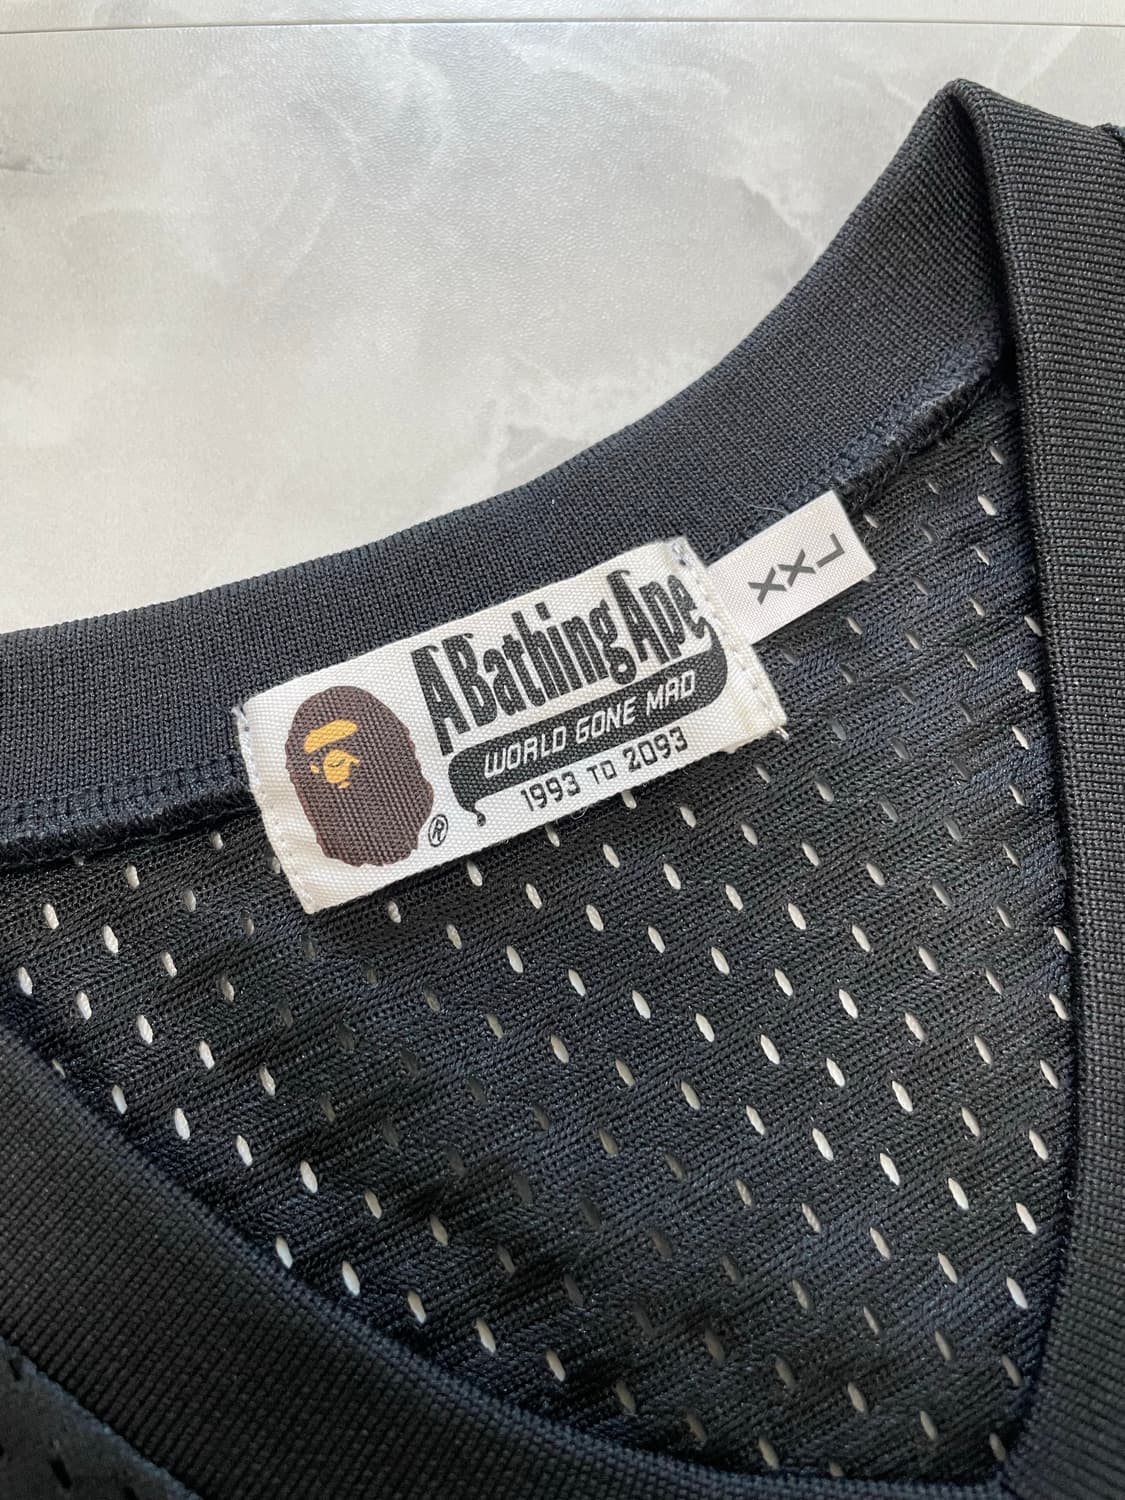 A Bathing Ape
WORLD GONE MAD
1993 TO 2093
®
XXL